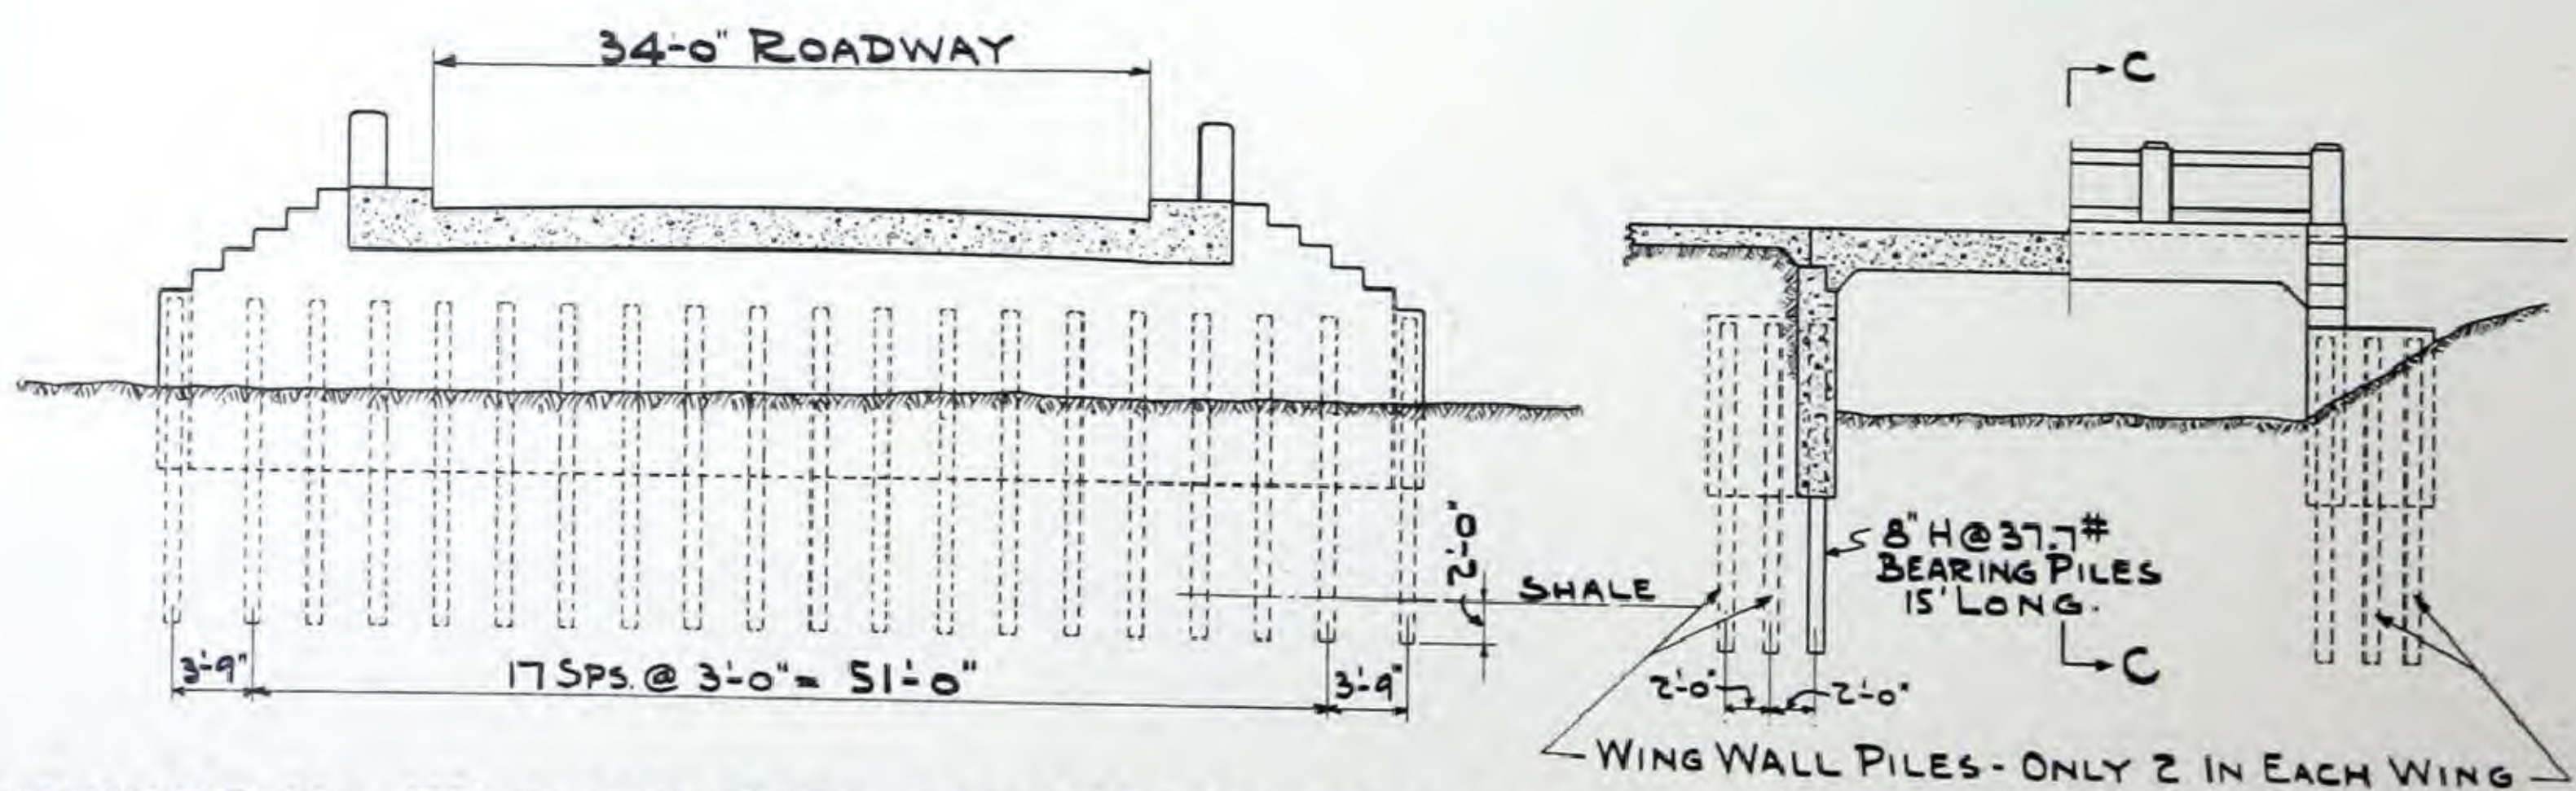 34'-0" ROADWAY
C
8" H @ 37.7#
BEARING PILES
15' LONG.
2'-0"
SHALE
C
3'-9"
17 SPS. @ 3'-0" = 51'-0"
3'-9"
2'-0"
2'-0"
WING WALL PILES - ONLY 2 IN EACH WING